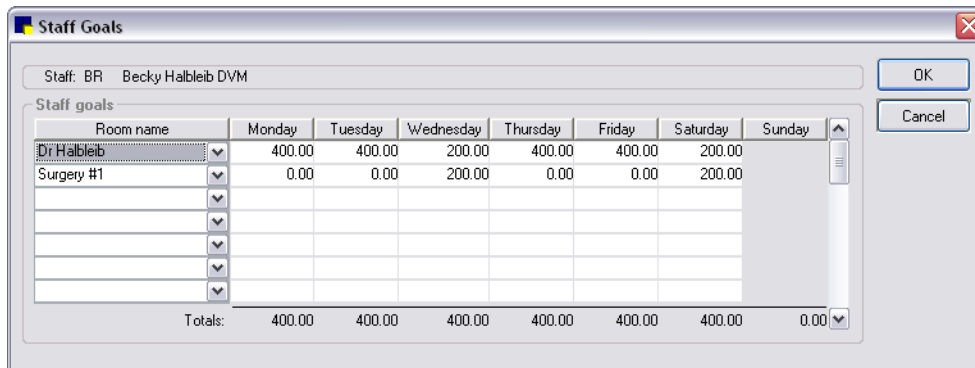 Staff Goals
Staff: BR Becky Halbleib DVM
OK
Cancel
Staff goals
Room name Monday Tuesday Wednesday Thursday Friday Saturday Sunday
Dr Halbleib 400.00 400.00 200.00 400.00 400.00 200.00
Surgery #1 0.00 0.00 200.00 0.00 0.00 200.00
Totals: 400.00 400.00 400.00 400.00 400.00 400.00 0.00